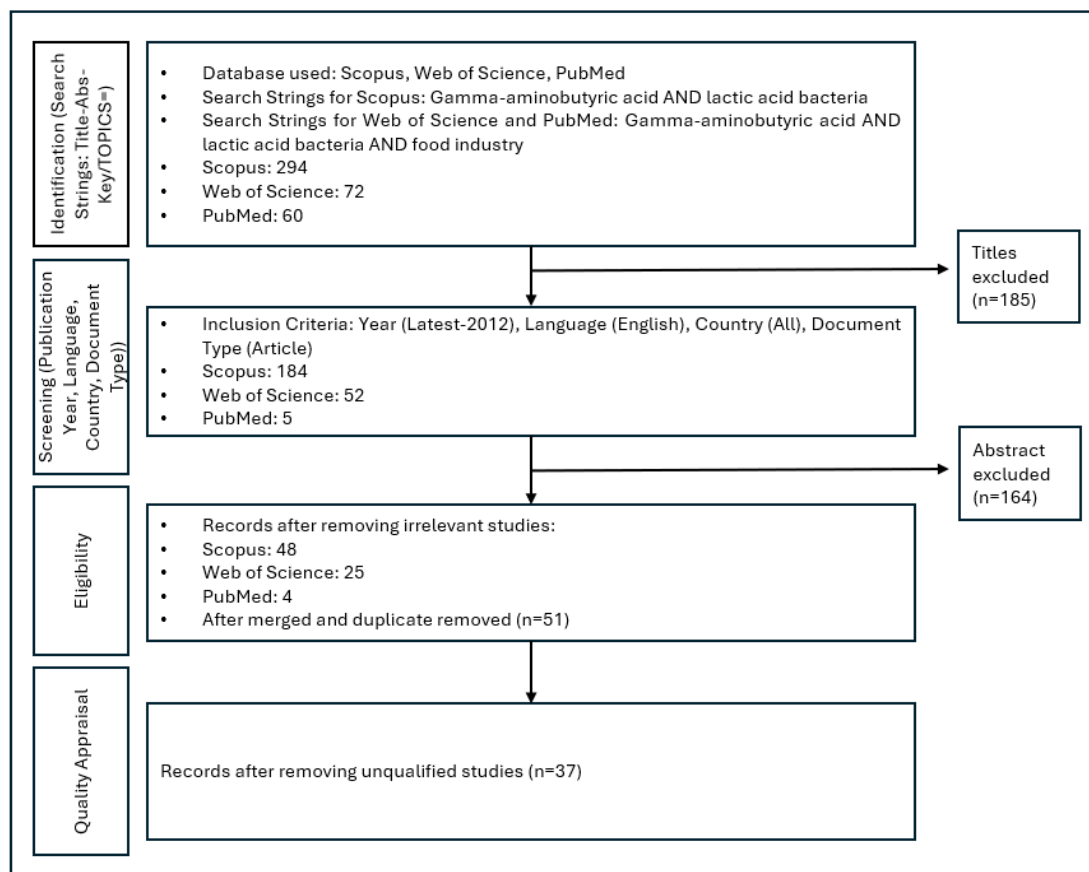 Identification (Search
Strings: Title-Abs-
Key/TOPICS=)
• Database used: Scopus, Web of Science, PubMed
• Search Strings for Scopus: Gamma-aminobutyric acid AND lactic acid bacteria
• Search Strings for Web of Science and PubMed: Gamma-aminobutyric acid AND
lactic acid bacteria AND food industry
• Scopus: 294
• Web of Science: 72
• PubMed: 60
Titles
excluded
(n=185)
Screening (Publication
Year, Language,
Country, Document
Type))
• Inclusion Criteria: Year (Latest-2012), Language (English), Country (All), Document
Type (Article)
• Scopus: 184
• Web of Science: 52
• PubMed: 5
Abstract
excluded
(n=164)
Eligibility
• Records after removing irrelevant studies:
• Scopus: 48
• Web of Science: 25
• PubMed: 4
• After merged and duplicate removed (n=51)
Quality Appraisal
Records after removing unqualified studies (n=37)